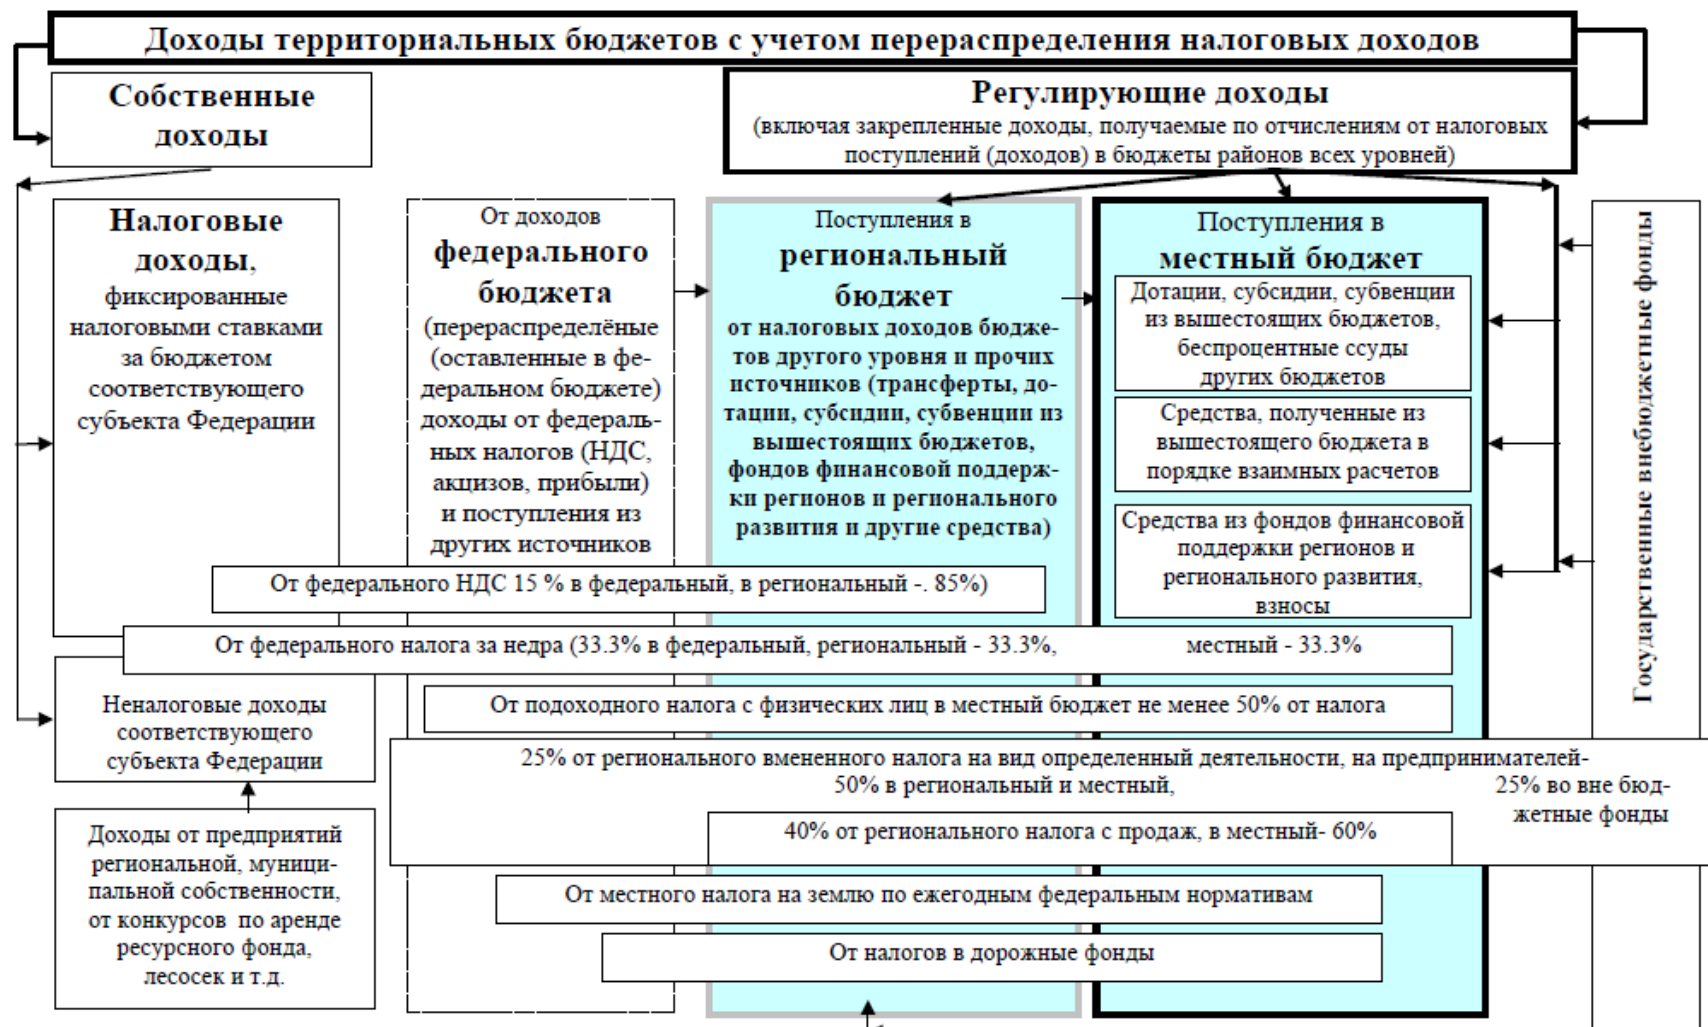 Доходы территориальных бюджетов с учетом перераспределения налоговых доходов
Собственные
доходы
Регулирующие доходы
(включая закрепленные доходы, получаемые по отчислениям от налоговых
поступлений (доходов) в бюджеты районов всех уровней)
Налоговые
доходы,
фиксированные
налоговыми ставками
за бюджетом
соответствующего
субъекта Федерации
От доходов
федерального
бюджета
(перераспределёные
(оставленные в фе-
деральном бюджете)
доходы от федераль-
ных налогов (НДС,
акцизов, прибыли)
и поступления из
других источников
Поступления в
региональный
бюджет
от налоговых доходов бюдже-
тов другого уровня и прочих
источников (трансферты, до-
тации, субсидии, субвенции из
вышестоящих бюджетов,
фондов финансовой поддерж-
ки регионов и регионального
развития и другие средства)
Поступления в
местный бюджет
Дотации, субсидии, субвенции
из вышестоящих бюджетов,
беспроцентные ссуды
других бюджетов
Средства, полученные из
вышестоящего бюджета в
порядке взаимных расчетов
Средства из фондов финансовой
поддержки регионов и
регионального развития,
взносы
Государственные внебюджетные фонды
От федерального НДС 15 % в федеральный, в региональный -. 85%)
От федерального налога за недра (33.3% в федеральный, региональный - 33.3%, местный - 33.3%
Неналоговые доходы
соответствующего
субъекта Федерации
От подоходного налога с физических лиц в местный бюджет не менее 50% от налога
25% от регионального вмененного налога на вид определенный деятельности, на предпринимателей-
50% в региональный и местный, 25% во вне бюд-
жетные фонды
40% от регионального налога с продаж, в местный- 60%
Доходы от предприятий
региональной, муници-
пальной собственности,
от конкурсов по аренде
ресурсного фонда,
лесосек и т.д.
От местного налога на землю по ежегодным федеральным нормативам
От налогов в дорожные фонды